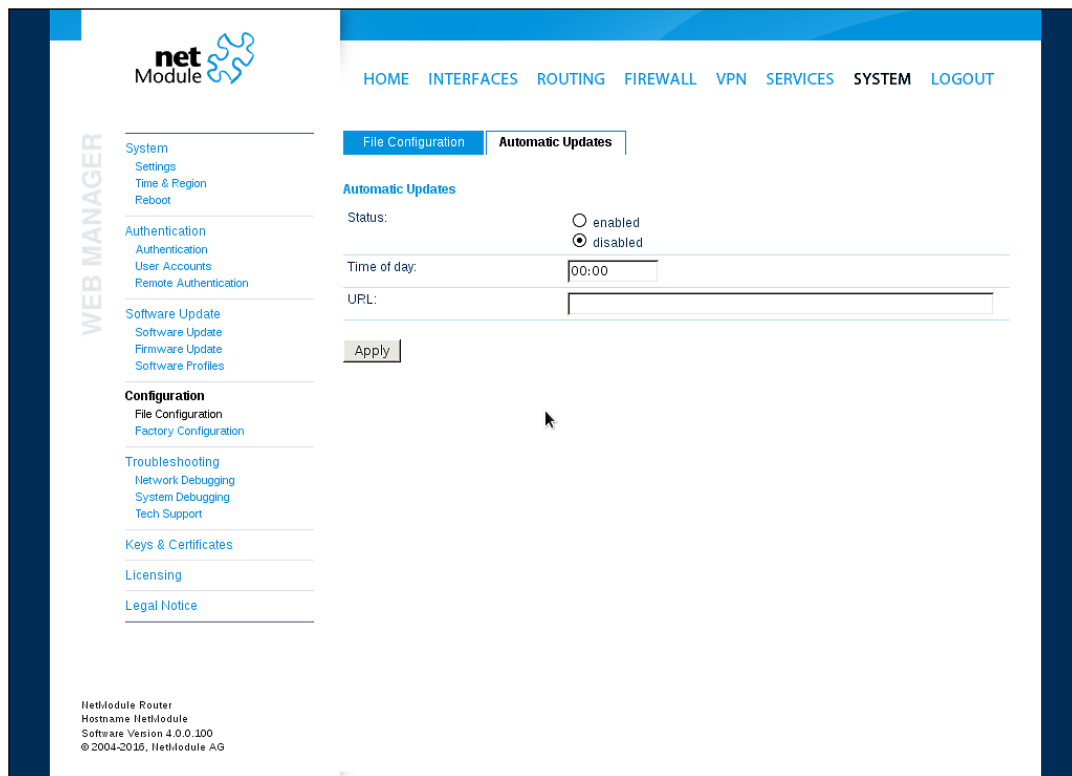 net
Module
HOME INTERFACES ROUTING FIREWALL VPN SERVICES SYSTEM LOGOUT
WEB MANAGER
System
Settings
Time & Region
Reboot
Authentication
Authentication
User Accounts
Remote Authentication
Software Update
Software Update
Firmware Update
Software Profiles
Configuration
File Configuration
Factory Configuration
Troubleshooting
Network Debugging
System Debugging
Tech Support
Keys & Certificates
Licensing
Legal Notice
File Configuration Automatic Updates
Automatic Updates
Status:
enabled
disabled
Time of day: 00:00
URL:
Apply
NetModule Router
Hostname NetModule
Software Version 4.0.0.100
© 2004-2016, NetModule AG